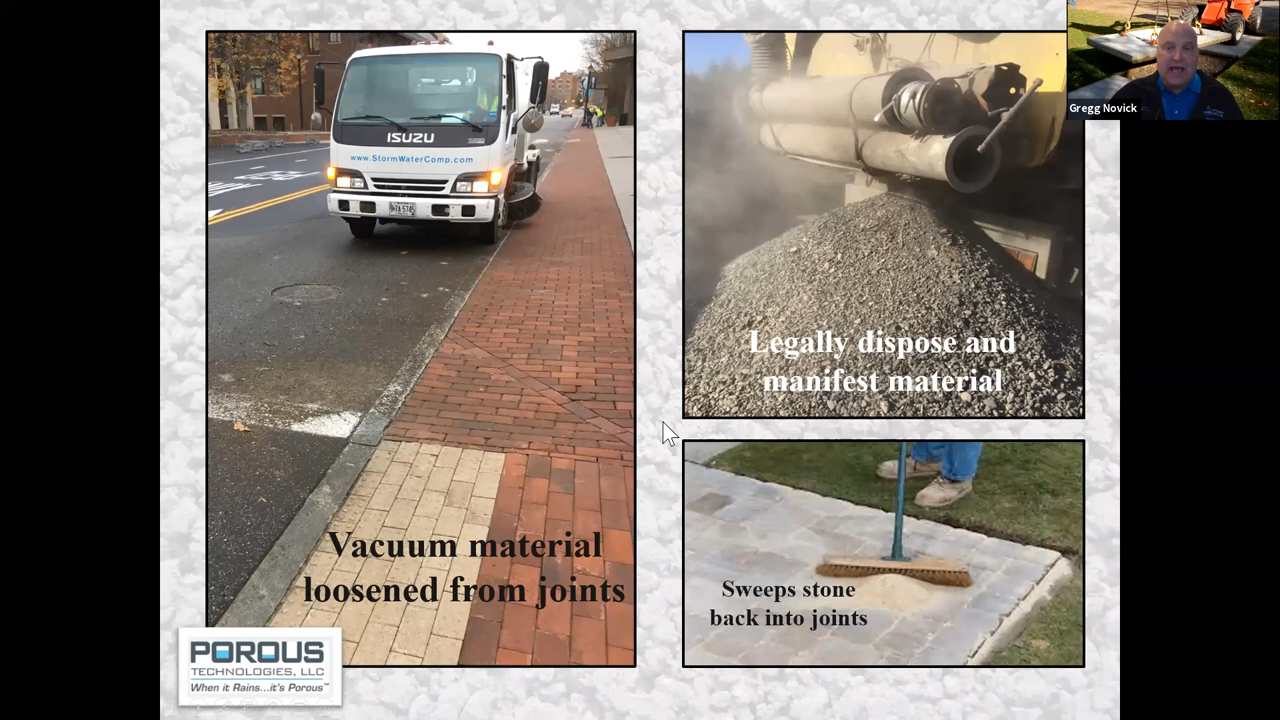 ISUZU
www.StormWaterComp.com
Vacuum material
loosened from joints
Legally dispose and
manifest material
Sweeps stone
back into joints
POROUS
TECHNOLOGIES, LLC
When it Rains...it's Porous™
Gregg Novick